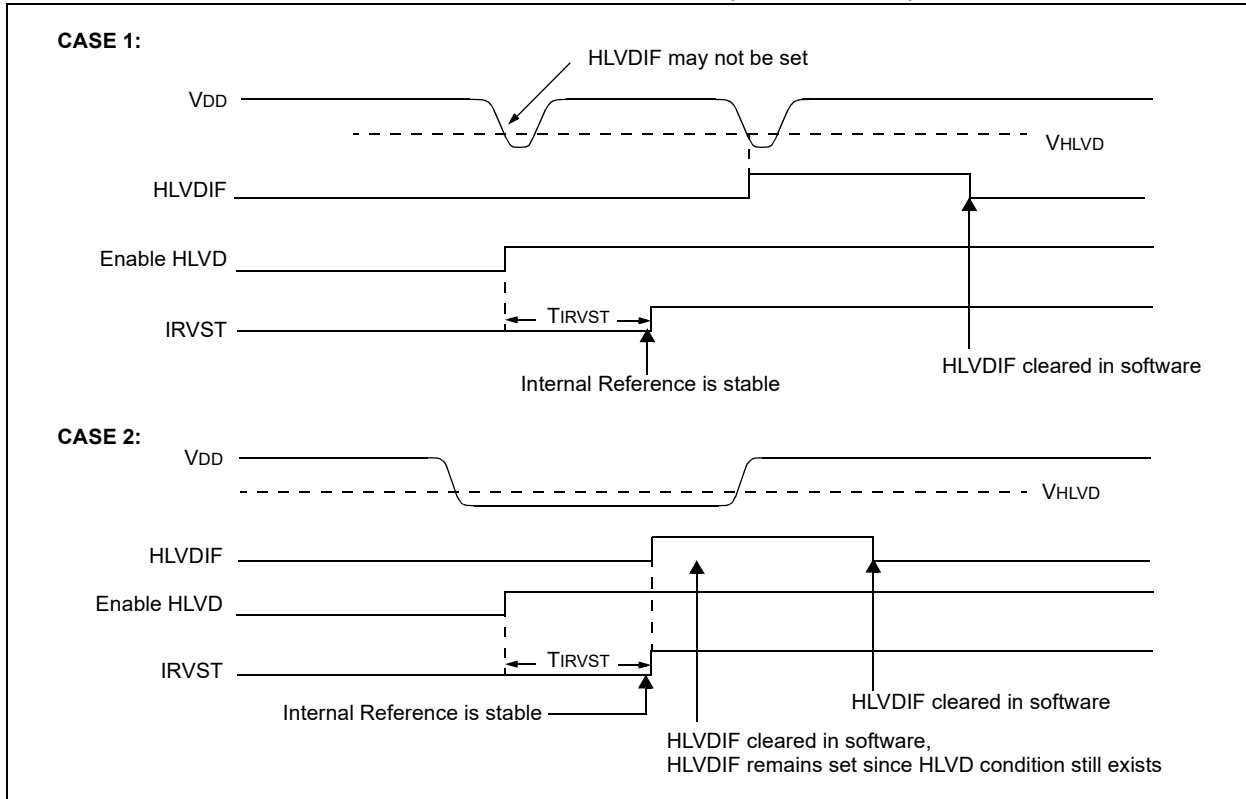 CASE 1:
HLVDIF may not be set
VDD
VHLVD
HLVDIF
Enable HLVD
TIRVST
IRVST
HLVDIF cleared in software
Internal Reference is stable
CASE 2:
VDD
VHLVD
HLVDIF
Enable HLVD
TIRVST
IRVST
HLVDIF cleared in software
Internal Reference is stable
HLVDIF cleared in software,
HLVDIF remains set since HLVD condition still exists